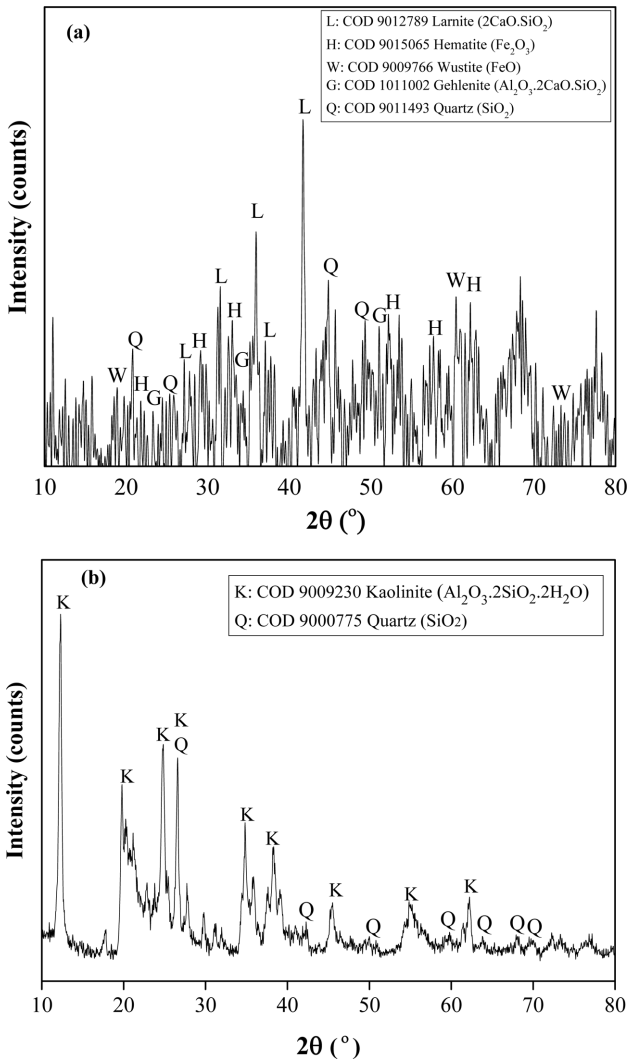 (a)
L: COD 9012789 Larnite (2CaO.SiO₂)
H: COD 9015065 Hematite (Fe₂O₃)
W: COD 9009766 Wustite (FeO)
G: COD 1011002 Gehlenite (Al₂O₃.2CaO.SiO₂)
Q: COD 9011493 Quartz (SiO₂)
Intensity (counts)
W Q H G Q L H L H G L L L Q Q G H H W H W
10 20 30 40 50 60 70 80
2θ (°)
(b)
K: COD 9009230 Kaolinite (Al₂O₃.2SiO₂.2H₂O)
Q: COD 9000775 Quartz (SiO₂)
Intensity (counts)
K K K K Q K K Q K Q K Q K Q Q Q
10 20 30 40 50 60 70 80
2θ (°)